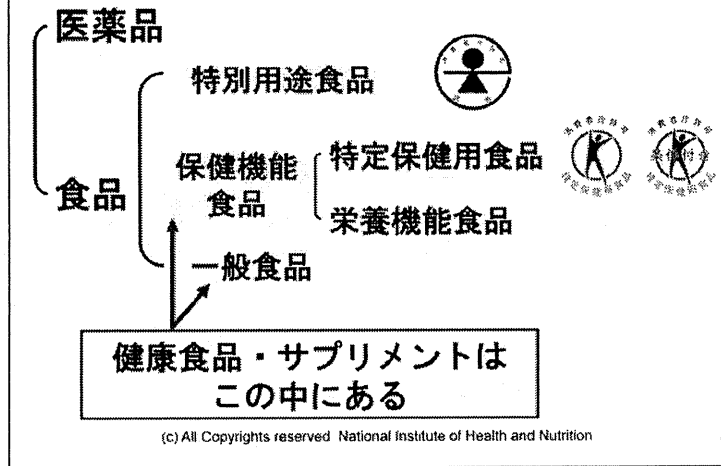 医薬品
特別用途食品
保健機能
食品
特定保健用食品
栄養機能食品
食品
一般食品
健康食品・サプリメントは
この中にある
(c) All Copyrights reserved National Institute of Health and Nutrition